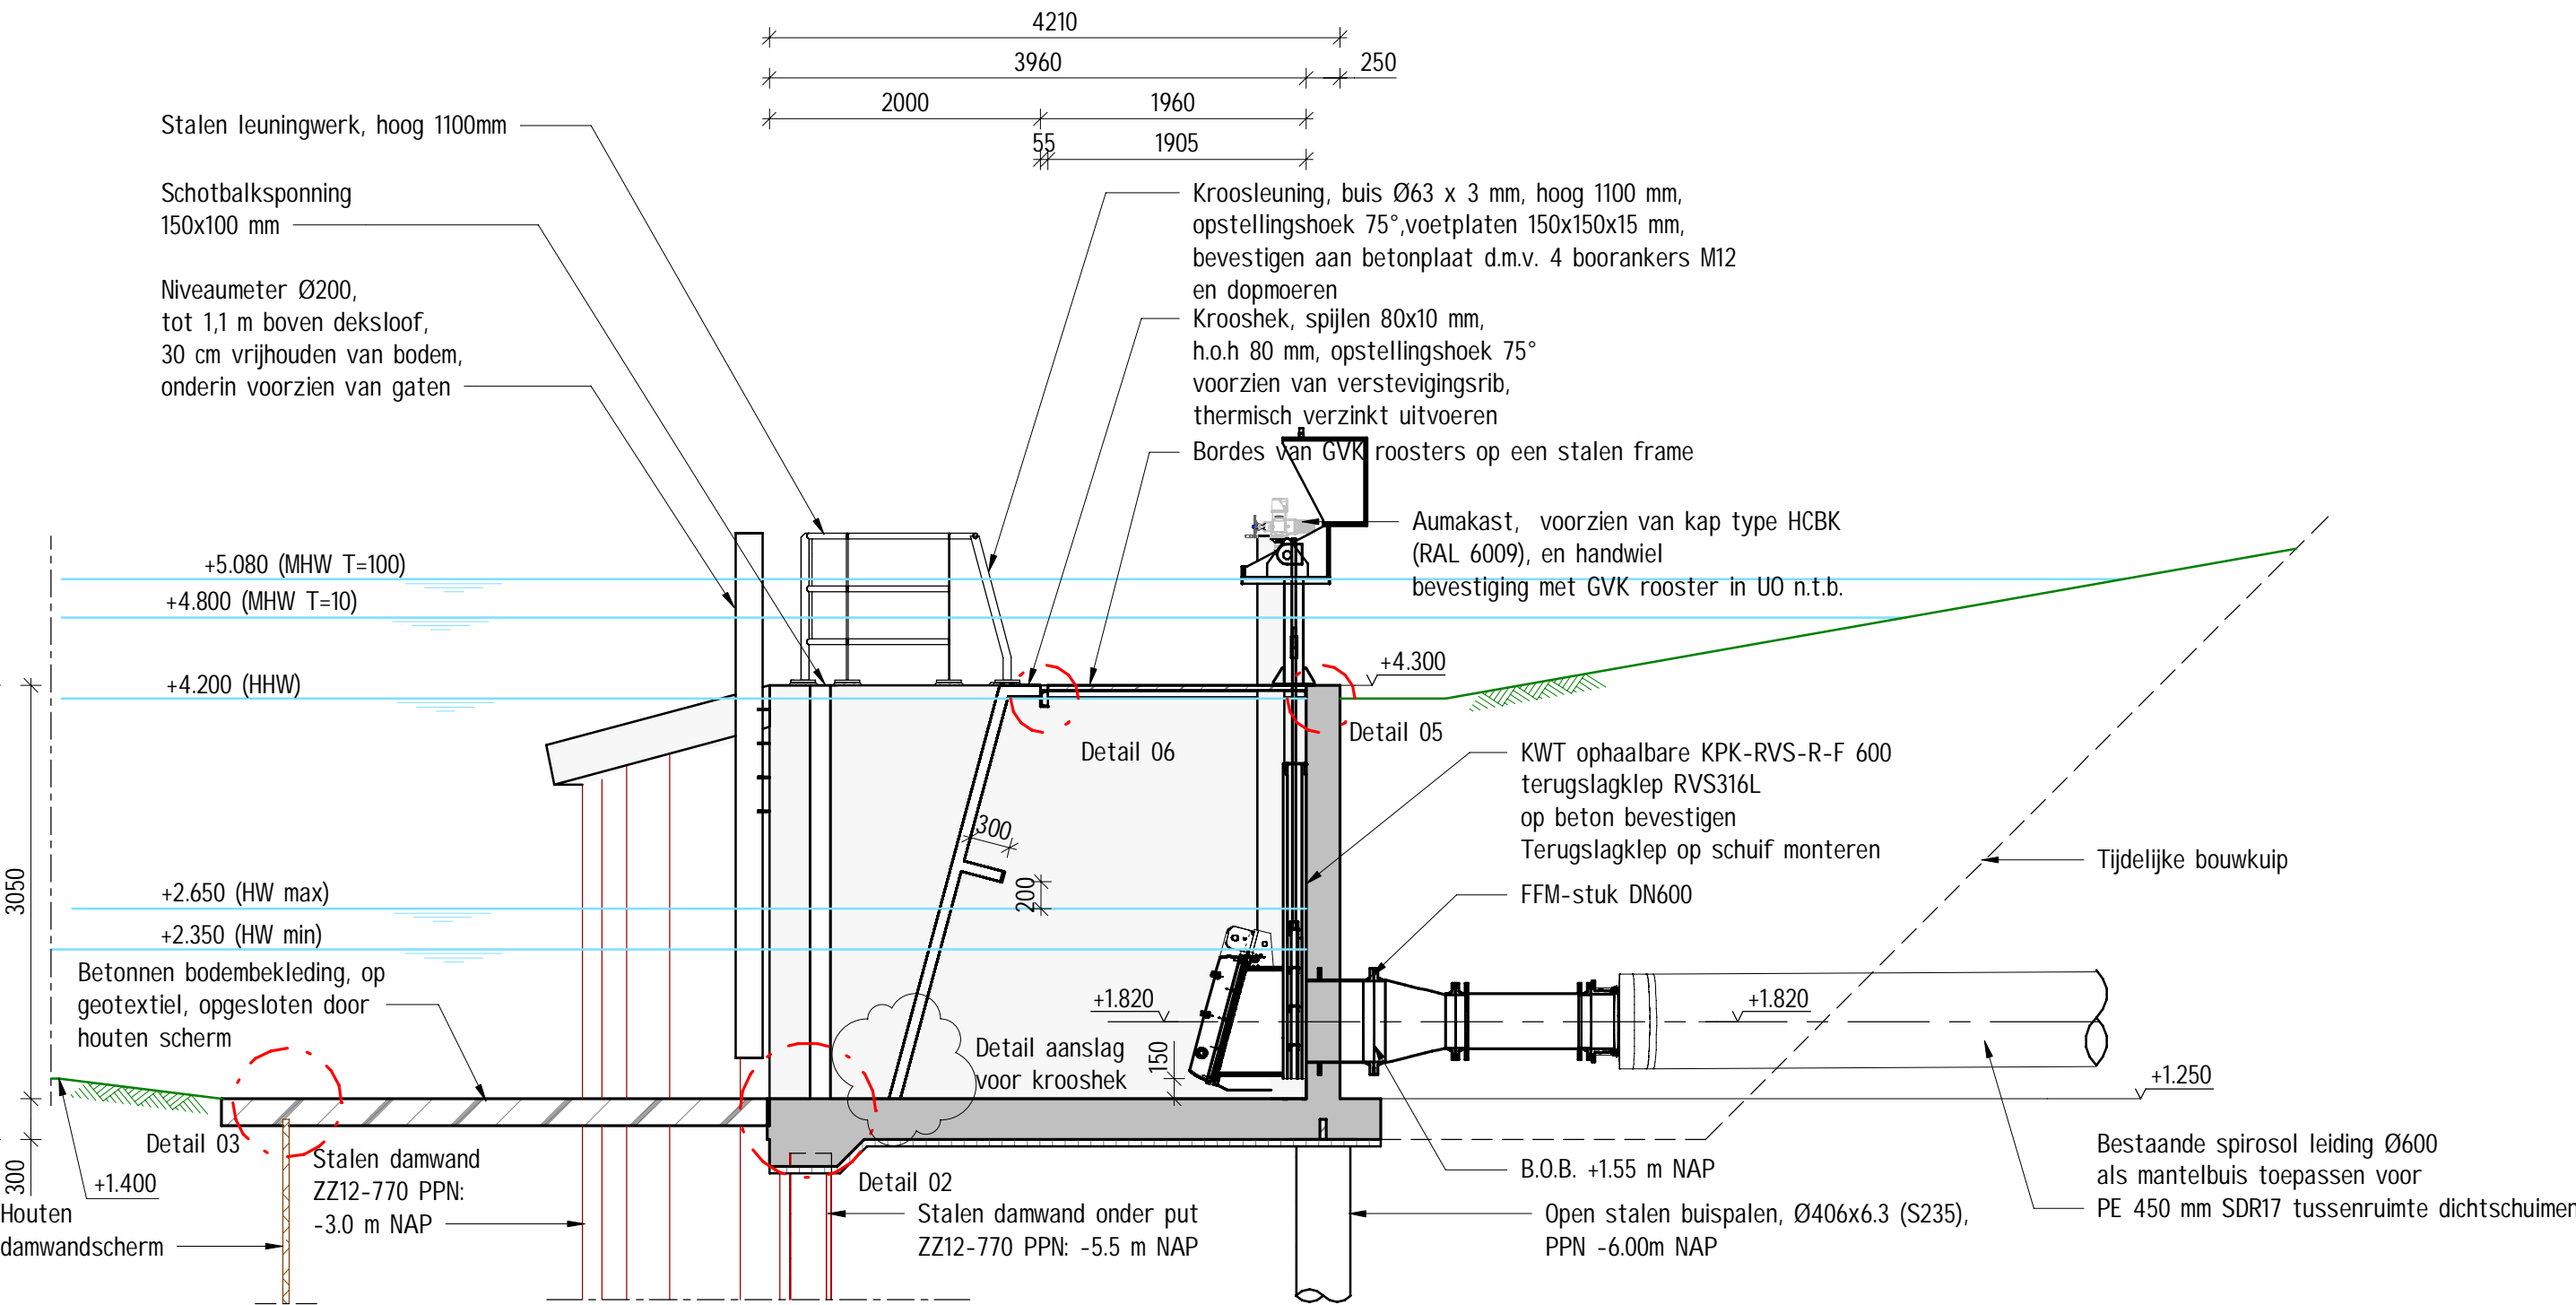 4210
3960
250
2000
1960
55
1905
Stalen leuningwerk, hoog 1100mm
Schotbalksponning
150x100 mm
Niveaumeter Ø200,
tot 1,1 m boven deksloof,
30 cm vrijhouden van bodem,
onderin voorzien van gaten
Kroosleuning, buis Ø63 x 3 mm, hoog 1100 mm,
opstellingshoek 75°,voetplaten 150x150x15 mm,
bevestigen aan betonplaat d.m.v. 4 boorankers M12
en dopmoeren
Krooshek, spijlen 80x10 mm,
h.o.h 80 mm, opstellingshoek 75°
voorzien van verstevigingsrib,
thermisch verzinkt uitvoeren
Bordes van GVK roosters op een stalen frame
Aumakast, voorzien van kap type HCBK
(RAL 6009), en handwiel
bevestiging met GVK rooster in UO n.t.b.
+5.080 (MHW T=100)
+4.800 (MHW T=10)
+4.200 (HHW)
+4.300
Detail 06
Detail 05
KWT ophaalbare KPK-RVS-R-F 600
terugslagklep RVS316L
op beton bevestigen
Terugslagklep op schuif monteren
Tijdelijke bouwkuip
300
200
3050
+2.650 (HW max)
+2.350 (HW min)
FFM-stuk DN600
Betonnen bodembekleding, op
geotextiel, opgesloten door
houten scherm
+1.820
+1.820
Detail aanslag
voor krooshek
150
+1.250
Detail 03
300
+1.400
Stalen damwand
ZZ12-770 PPN:
-3.0 m NAP
Houten
damwandscherm
Detail 02
Stalen damwand onder put
ZZ12-770 PPN: -5.5 m NAP
B.O.B. +1.55 m NAP
Open stalen buispalen, Ø406x6.3 (S235),
PPN -6.00m NAP
Bestaande spirosol leiding Ø600
als mantelbuis toepassen voor
PE 450 mm SDR17 tussenruimte dichtschuimen